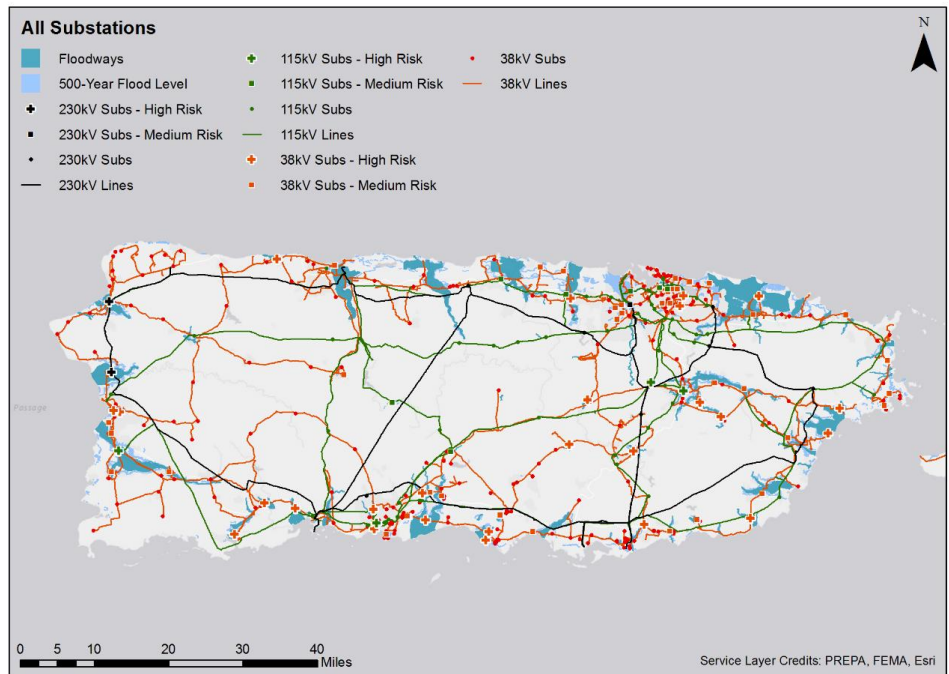 All Substations
Floodways
500-Year Flood Level
230kV Subs - High Risk
230kV Subs - Medium Risk
230kV Subs
230kV Lines
115kV Subs - High Risk
115kV Subs - Medium Risk
115kV Subs
115kV Lines
38kV Subs - High Risk
38kV Subs - Medium Risk
38kV Subs
38kV Lines
N
Passage
0 5 10 20 30 40
Miles
Service Layer Credits: PREPA, FEMA, Esri